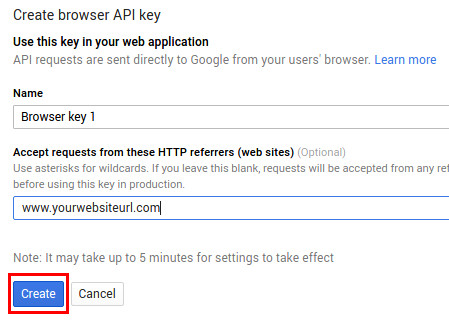 Create browser API key
Use this key in your web application
API requests are sent directly to Google from your users' browser. Learn more
Name
Browser key 1
Accept requests from these HTTP referrers (web sites) (Optional)
Use asterisks for wildcards. If you leave this blank, requests will be accepted from any
before using this key in production.
www.yourwebsiteurl.com
Note: It may take up to 5 minutes for settings to take effect
Create Cancel